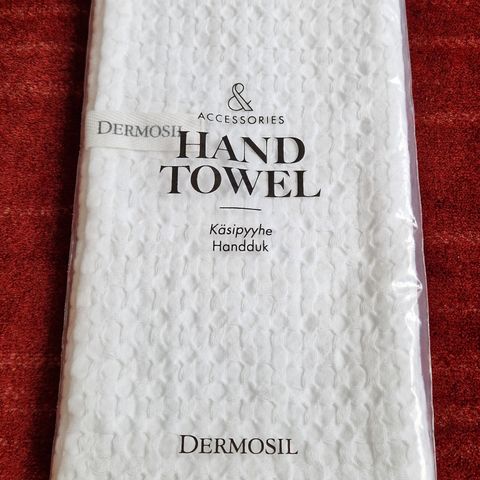 &
ACCESSORIES
DERMOSIL
HAND
TOWEL
Käsipyyhe
Handduk
DERMOSIL